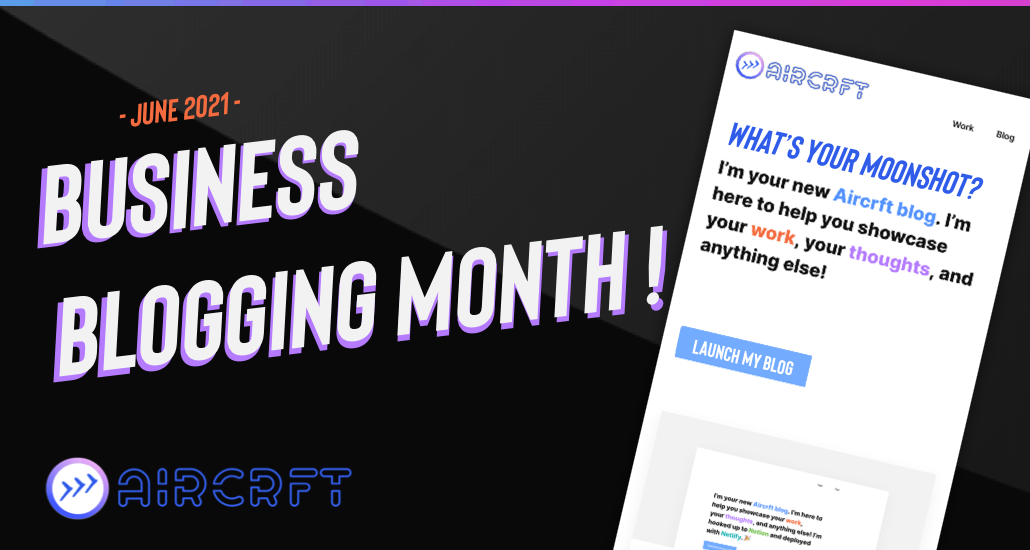 - JUNE 2021 -
BUSINESS
BLOGGING MONTH !
AIRCRFT
AIRCRFT
Work Blog
WHAT'S YOUR MOONSHOT?
I'm your new Aircrft blog. I'm
here to help you showcase
your work, your thoughts, and
anything else!
LAUNCH MY BLOG
I'm your new Aircrft blog. I'm here to
help you showcase your work,
your thoughts, and anything else! I'm
hooked up to Notion and deployed
with Netlify.